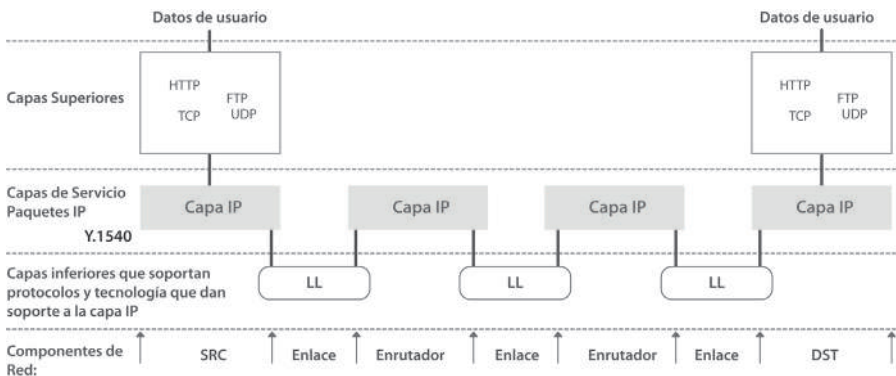 Datos de usuario
Datos de usuario
Capas Superiores
HTTP
FTP
TCP
UDP
HTTP
FTP
TCP
UDP
Capas de Servicio
Paquetes IP
Y.1540
Capa IP
Capa IP
Capa IP
Capa IP
Capas inferiores que soportan
protocolos y tecnología que dan
soporte a la capa IP
LL
LL
LL
Componentes de
Red:
SRC
Enlace
Enrutador
Enlace
Enrutador
Enlace
DST